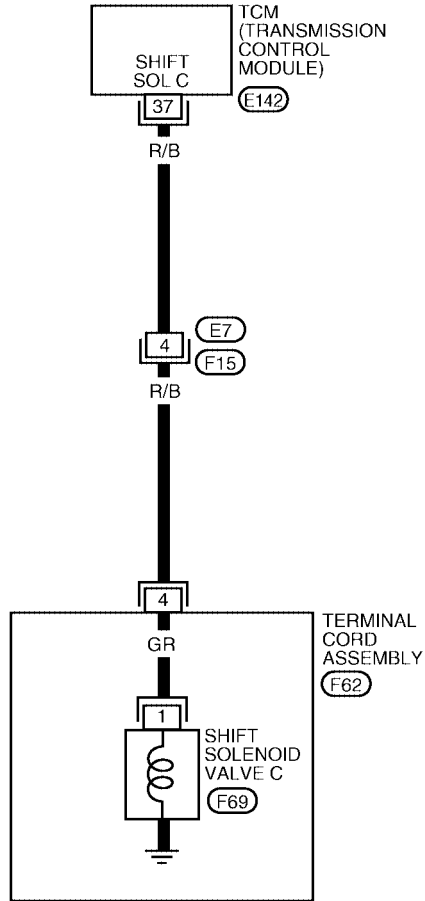 TCM
(TRANSMISSION
CONTROL
MODULE)
SHIFT
SOL C
E142
37
R/B
4
E7
F15
R/B
4
GR
TERMINAL
CORD
ASSEMBLY
F62
1
SHIFT
SOLENOID
VALVE C
F69